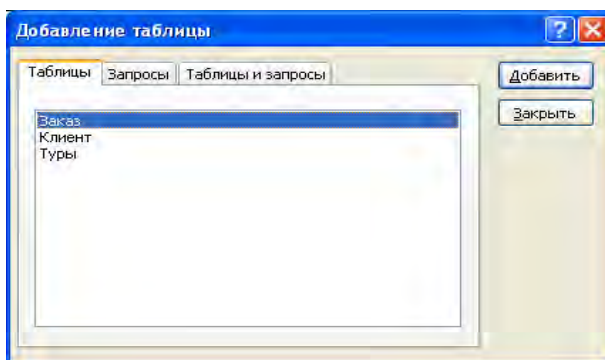 Добавление таблицы
Таблицы Запросы Таблицы и запросы
Добавить
Закрыть
Заказ
Клиент
Туры